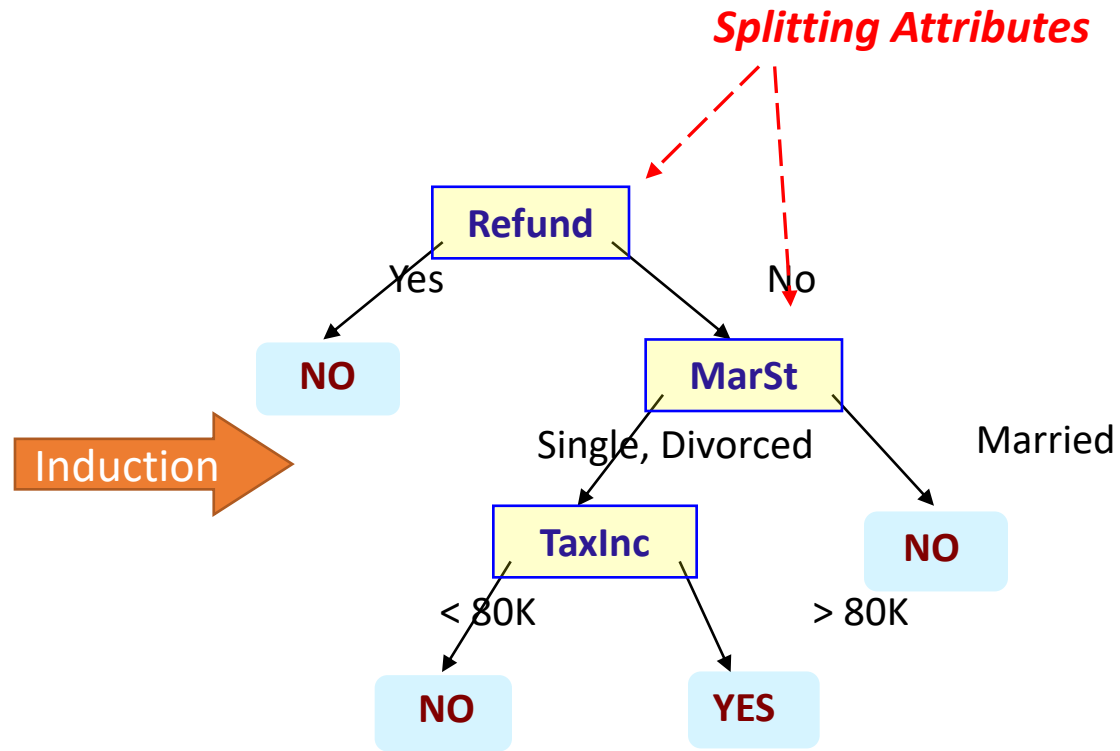 Splitting Attributes
Refund
Yes
No
NO
MarSt
Single, Divorced
Married
Induction
TaxInc
NO
< 80K
> 80K
NO
YES